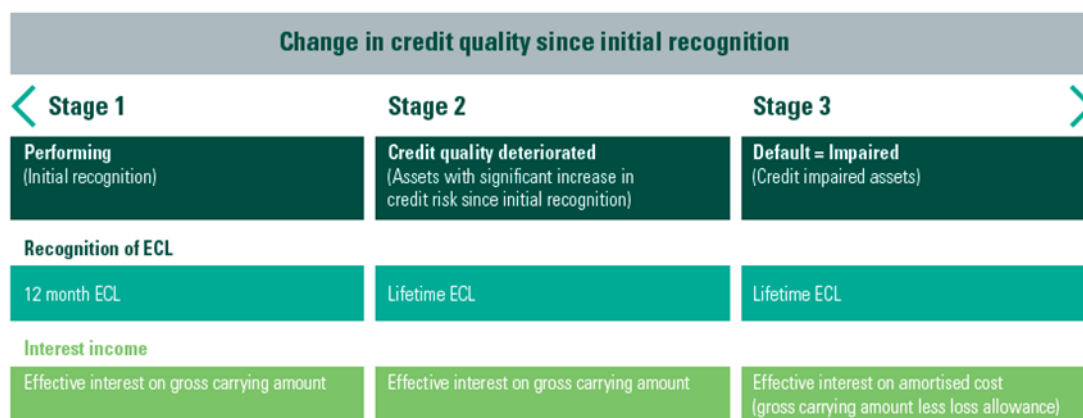 Change in credit quality since initial recognition
Stage 1
Stage 2
Stage 3
Performing
(Initial recognition)
Credit quality deteriorated
(Assets with significant increase in
credit risk since initial recognition)
Default = Impaired
(Credit impaired assets)
Recognition of ECL
12 month ECL
Lifetime ECL
Lifetime ECL
Interest income
Effective interest on gross carrying amount
Effective interest on gross carrying amount
Effective interest on amortised cost
(gross carrying amount less loss allowance)